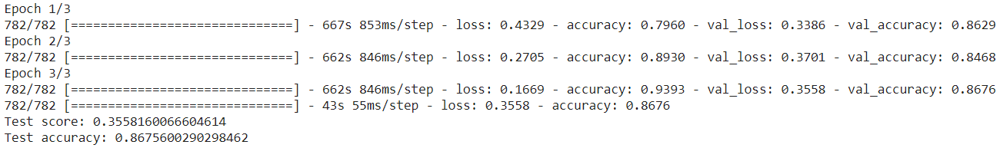 Epoch 1/3
782/782 [==============================] - 667s 853ms/step - loss: 0.4329 - accuracy: 0.7960 - val_loss: 0.3386 - val_accuracy: 0.8629
Epoch 2/3
782/782 [==============================] - 662s 846ms/step - loss: 0.2705 - accuracy: 0.8930 - val_loss: 0.3701 - val_accuracy: 0.8468
Epoch 3/3
782/782 [==============================] - 662s 846ms/step - loss: 0.1669 - accuracy: 0.9393 - val_loss: 0.3558 - val_accuracy: 0.8676
782/782 [==============================] - 43s 55ms/step - loss: 0.3558 - accuracy: 0.8676
Test score: 0.3558160066604614
Test accuracy: 0.8675600290298462